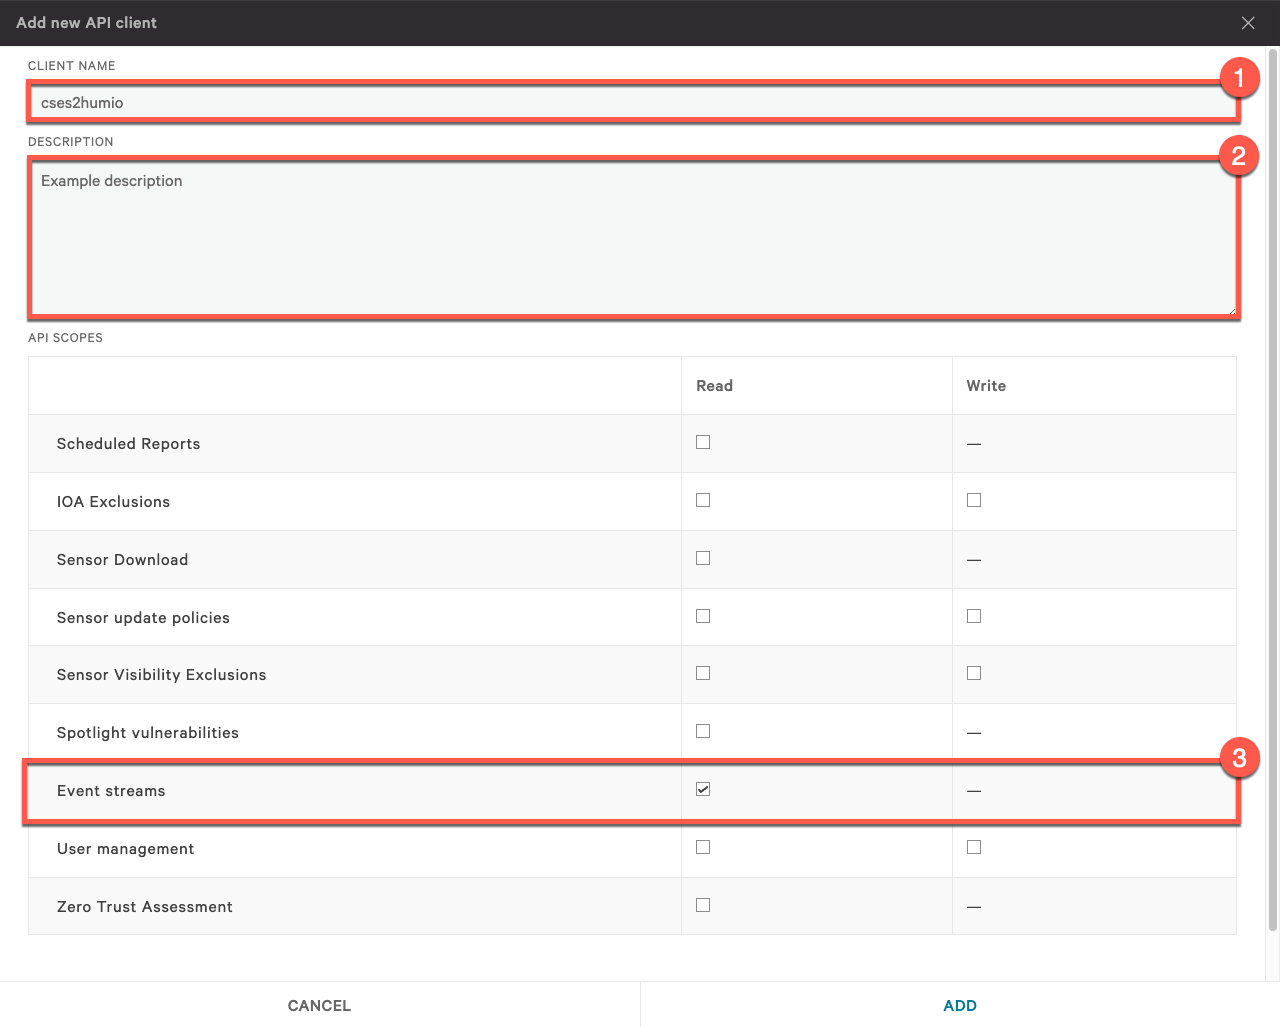 Add new API client
CLIENT NAME
1
cses2humio
DESCRIPTION
2
Example description
API SCOPES
Read Write
Scheduled Reports —
IOA Exclusions
Sensor Download —
Sensor update policies
Sensor Visibility Exclusions
Spotlight vulnerabilities —
3
Event streams —
User management
Zero Trust Assessment —
CANCEL ADD